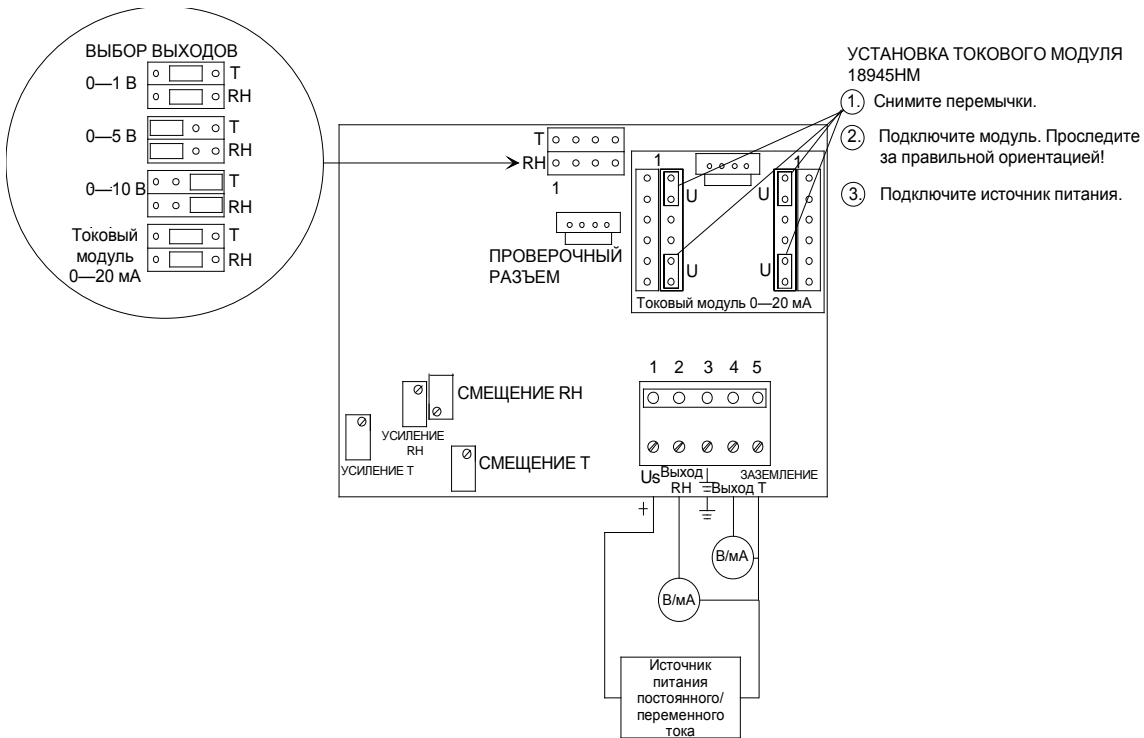 ВЫБОР ВЫХОДОВ
0—1 В
T
RH
0—5 В
T
RH
0—10 В
T
RH
Токовый
модуль
0—20 мА
T
RH
УСТАНОВКА ТОКОВОГО МОДУЛЯ
18945HM
1. Снимите перемычки.
2. Подключите модуль. Проследите
за правильной ориентацией!
3. Подключите источник питания.
T
RH
1
ПРОВЕРОЧНЫЙ
РАЗЪЕМ
1 1
U U
U U
Токовый модуль 0—20 мА
СМЕЩЕНИЕ RH
УСИЛЕНИЕ
RH
УСИЛЕНИЕ T
СМЕЩЕНИЕ T
1 2 3 4 5
Us
Выход
RH
Выход T
ЗАЗЕМЛЕНИЕ
+
В/мА
В/мА
Источник
питания
постоянного/
переменного
тока